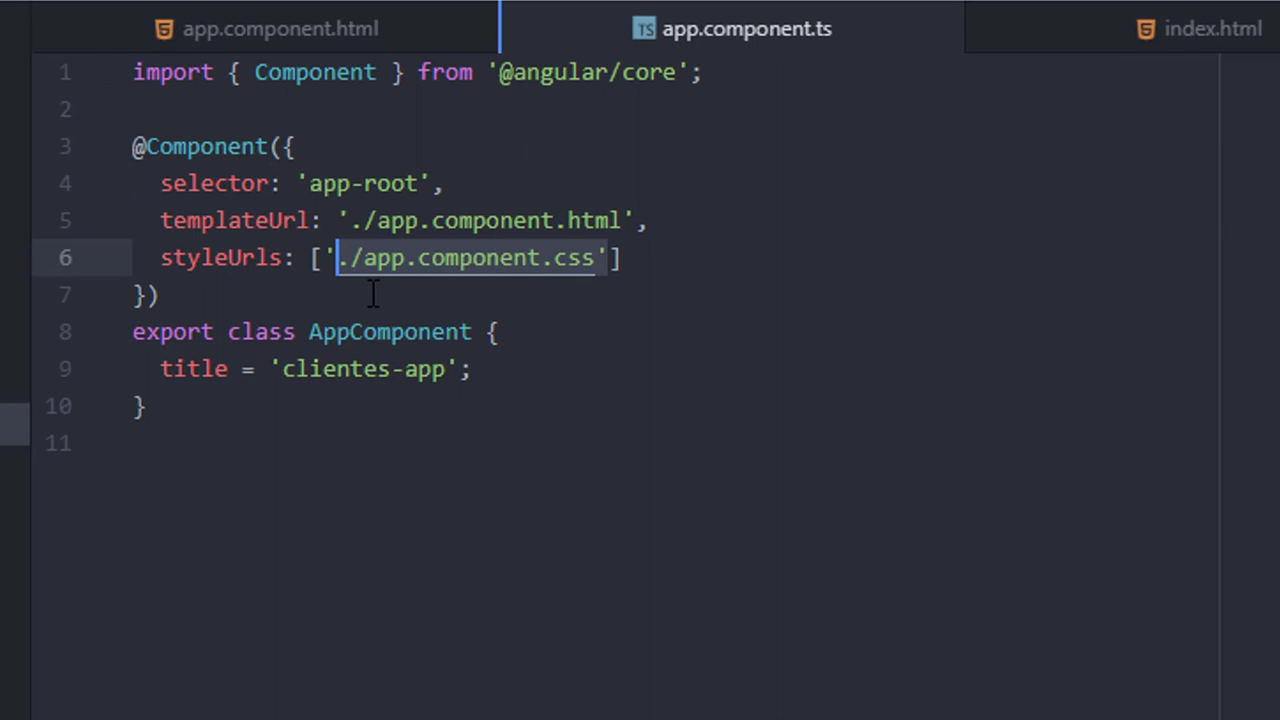 app.component.html
TS app.component.ts
index.html
1 import { Component } from '@angular/core';
2
3 @Component({
4 selector: 'app-root',
5 templateUrl: './app.component.html',
6 styleUrls: ['./app.component.css']
7 })
8 export class AppComponent {
9 title = 'clientes-app';
10 }
11